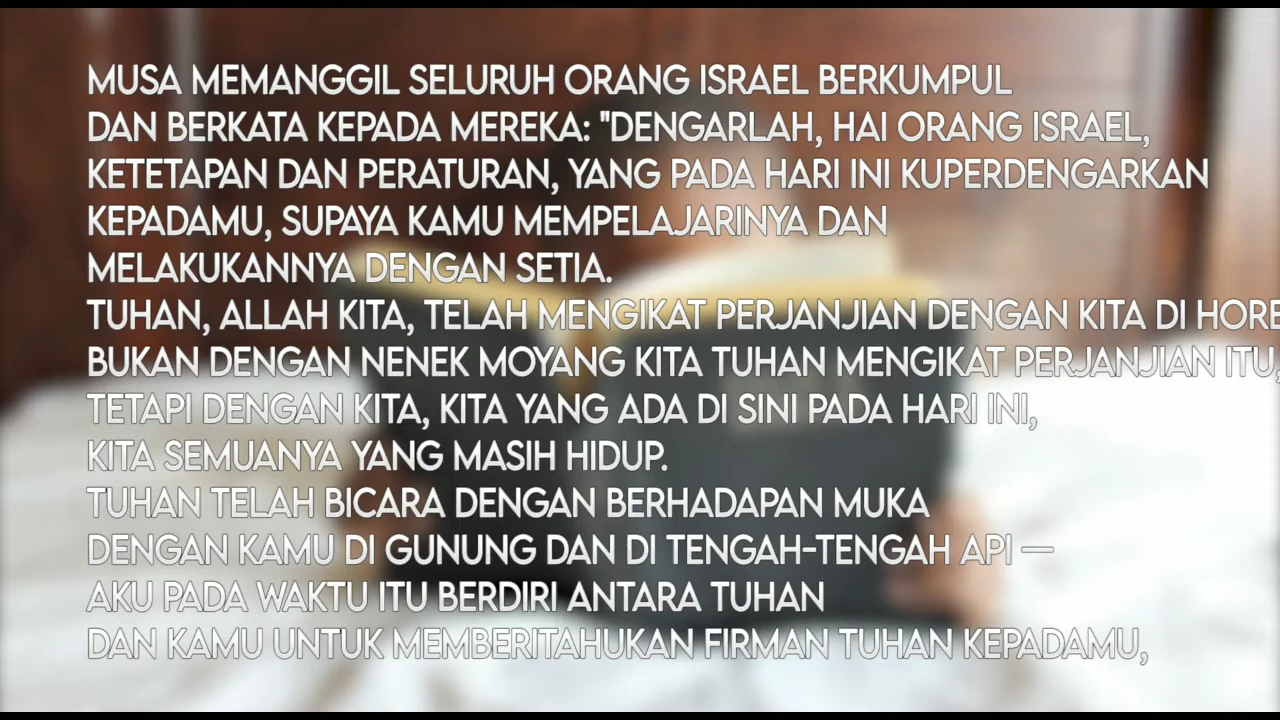 MUSA MEMANGGIL SELURUH ORANG ISRAEL BERKUMPUL
DAN BERKATA KEPADA MEREKA: "DENGARLAH, HAI ORANG ISRAEL,
KETETAPAN DAN PERATURAN, YANG PADA HARI INI KUPERDENGARKAN
KEPADAMU, SUPAYA KAMU MEMPELAJARINYA DAN
MELAKUKANNYA DENGAN SETIA.
TUHAN, ALLAH KITA, TELAH MENGIKAT PERJANJIAN DENGAN KITA DI HORE
BUKAN DENGAN NENEK MOYANG KITA TUHAN MENGIKAT PERJANJIAN ITU,
TETAPI DENGAN KITA, KITA YANG ADA DI SINI PADA HARI INI,
KITA SEMUANYA YANG MASIH HIDUP.
TUHAN TELAH BICARA DENGAN BERHADAPAN MUKA
DENGAN KAMU DI GUNUNG DAN DI TENGAH-TENGAH API —
AKU PADA WAKTU ITU BERDIRI ANTARA TUHAN
DAN KAMU UNTUK MEMBERITAHUKAN FIRMAN TUHAN KEPADAMU,